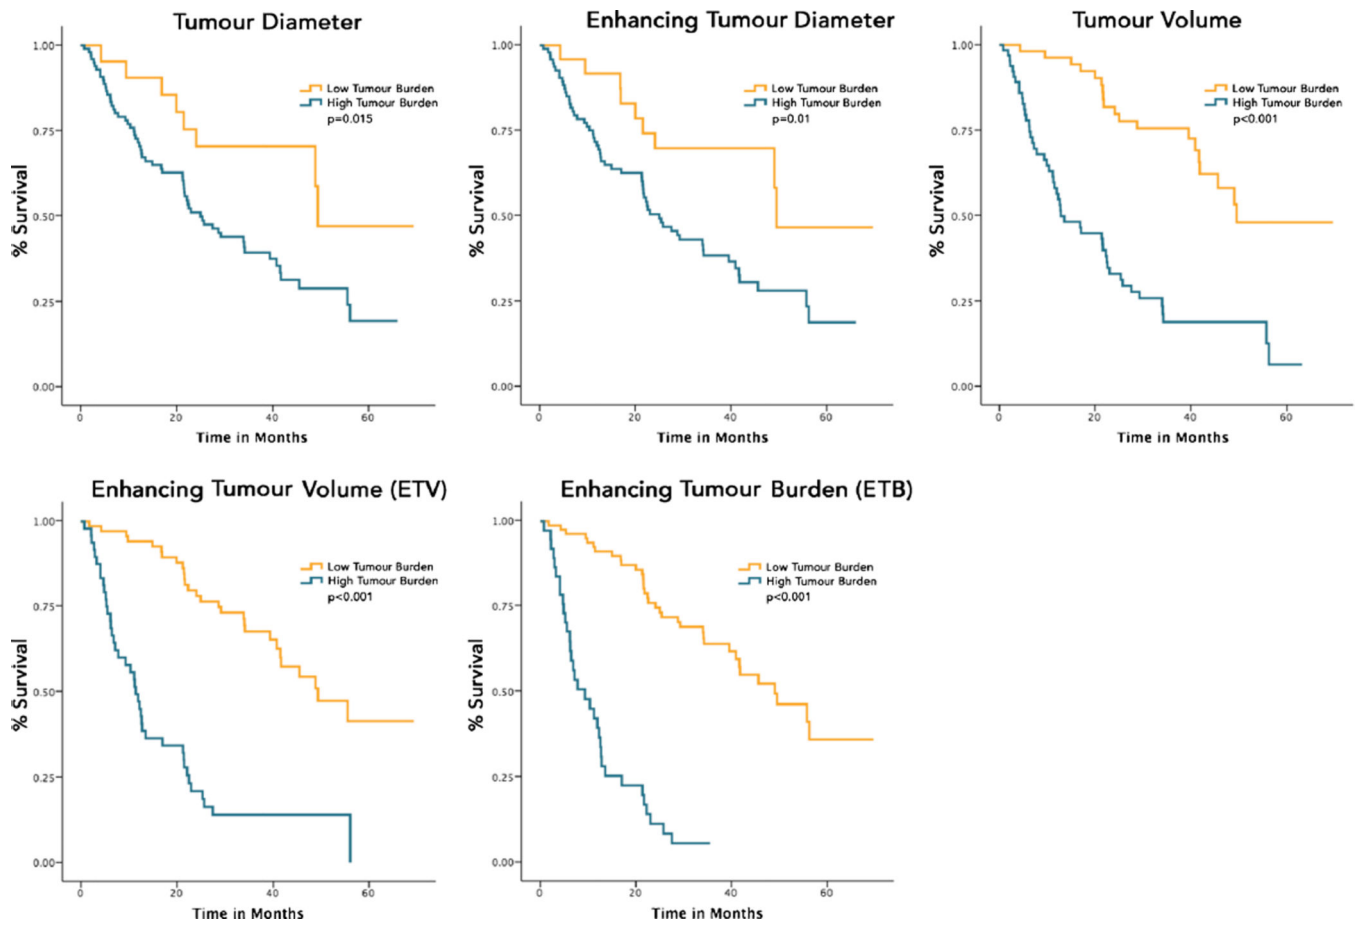 Tumour Diameter
1.00
0.75
0.50
0.25
0.00
% Survival
Low Tumour Burden
High Tumour Burden
p=0.015
0 20 40 60
Time in Months
Enhancing Tumour Diameter
1.00
0.75
0.50
0.25
0.00
% Survival
Low Tumour Burden
High Tumour Burden
p=0.01
0 20 40 60
Time in Months
Tumour Volume
1.00
0.75
0.50
0.25
0.00
% Survival
Low Tumour Burden
High Tumour Burden
p<0.001
0 20 40 60
Time in Months
Enhancing Tumour Volume (ETV)
1.00
0.75
0.50
0.25
0.00
% Survival
Low Tumour Burden
High Tumour Burden
p<0.001
0 20 40 60
Time in Months
Enhancing Tumour Burden (ETB)
1.00
0.75
0.50
0.25
0.00
% Survival
Low Tumour Burden
High Tumour Burden
p<0.001
0 20 40 60
Time in Months